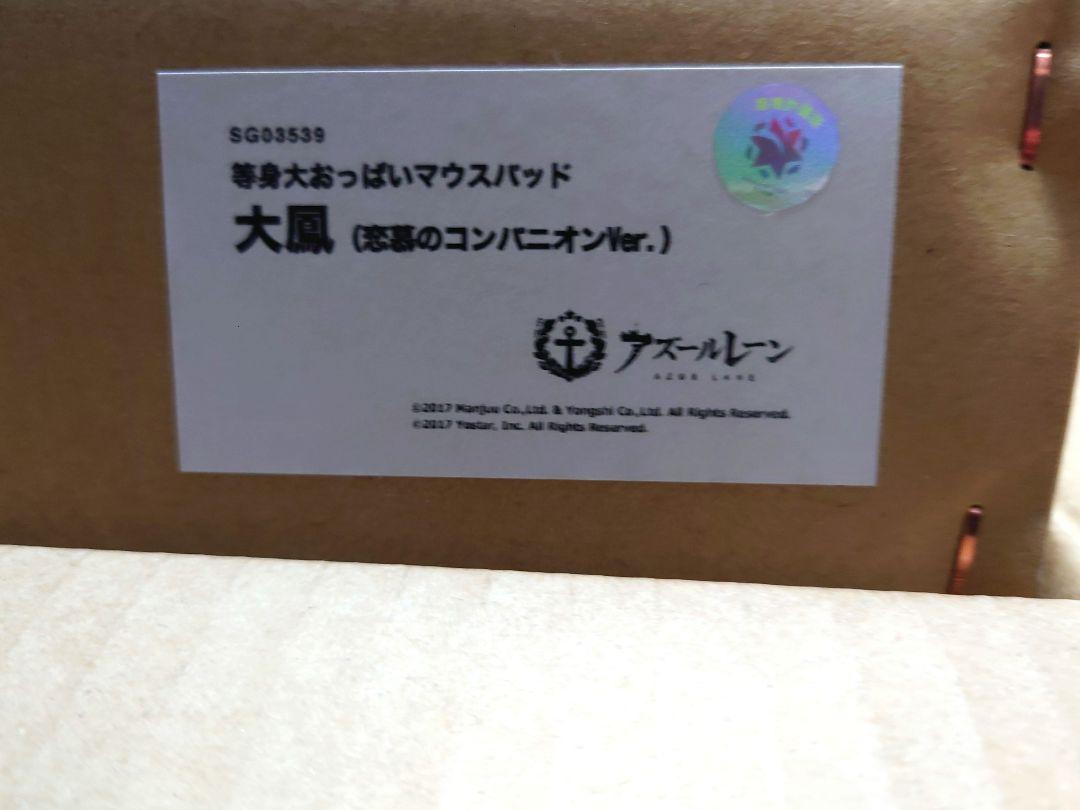 SG03539
等身大おっぱいマウスパッド
大鳳 (恋慕のコンパニオンVer.)
アズールレーン
AZUR LANE
©2017 Manjuu Co.,Ltd. & Yongshi Co.,Ltd. All Rights Reserved.
©2017 Yostar, Inc. All Rights Reserved.